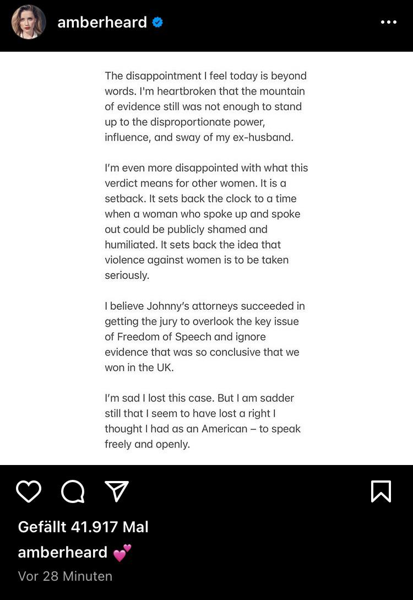 amberheard
The disappointment I feel today is beyond
words. I'm heartbroken that the mountain
of evidence still was not enough to stand
up to the disproportionate power,
influence, and sway of my ex-husband.
I'm even more disappointed with what this
verdict means for other women. It is a
setback. It sets back the clock to a time
when a woman who spoke up and spoke
out could be publicly shamed and
humiliated. It sets back the idea that
violence against women is to be taken
seriously.
I believe Johnny's attorneys succeeded in
getting the jury to overlook the key issue
of Freedom of Speech and ignore
evidence that was so conclusive that we
won in the UK.
I'm sad I lost this case. But I am sadder
still that I seem to have lost a right I
thought I had as an American – to speak
freely and openly.
Gefällt 41.917 Mal
amberheard 💕
Vor 28 Minuten